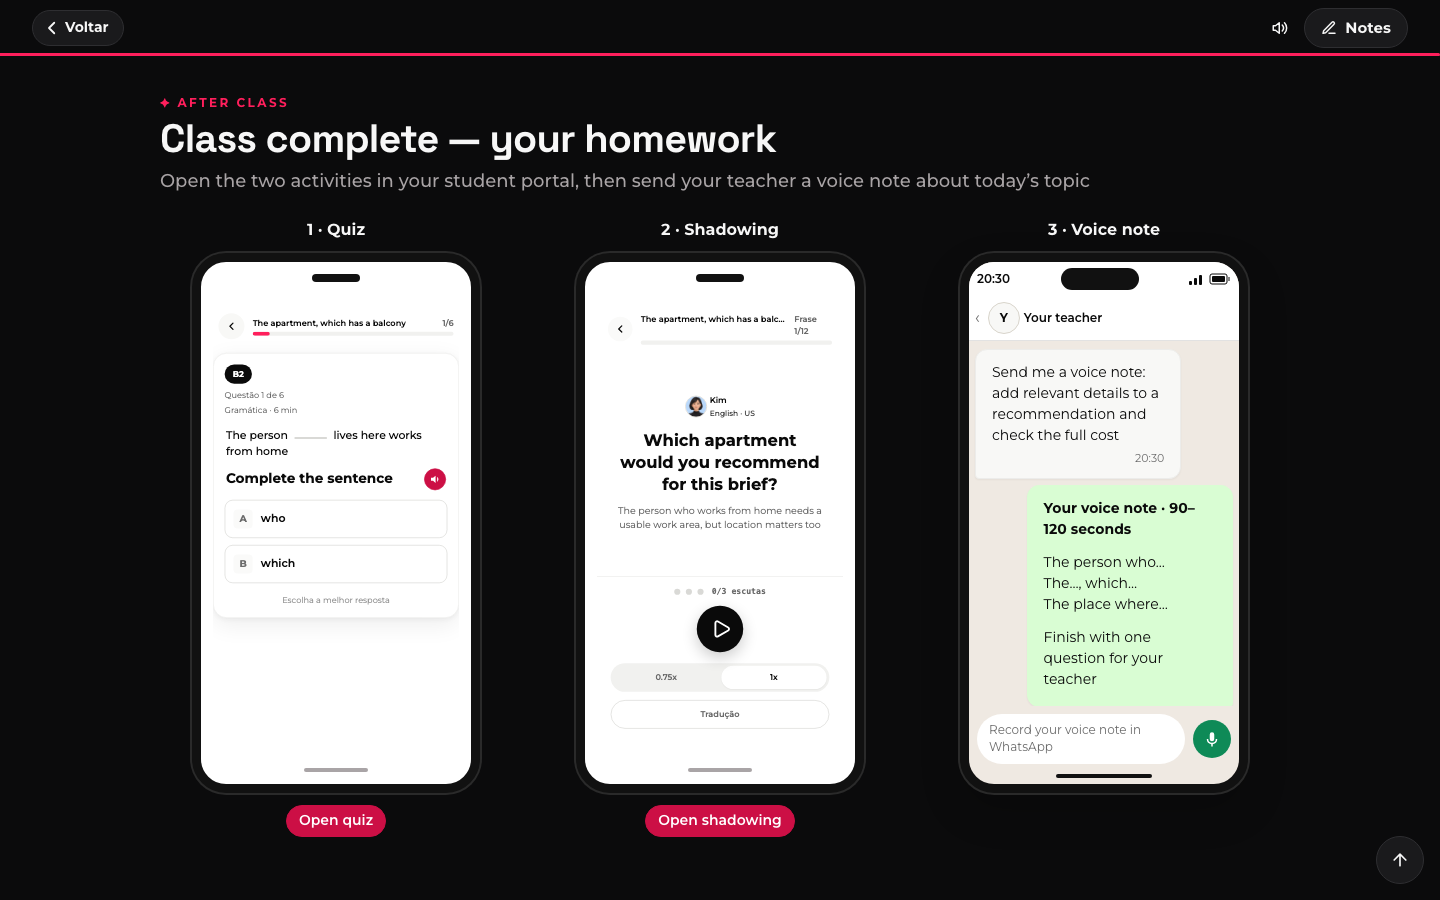 Voltar
Notes
AFTER CLASS
Class complete — your homework
Open the two activities in your student portal, then send your teacher a voice note about today’s topic
1 · Quiz
The apartment, which has a balcony
1/6
B2
Questão 1 de 6
Gramática · 6 min
The person ____ lives here works
from home
Complete the sentence
A who
B which
Escolha a melhor resposta
Open quiz
2 · Shadowing
The apartment, which has a balc...
Frase
1/12
Kim
English · US
Which apartment
would you recommend
for this brief?
The person who works from home needs a
usable work area, but location matters too
0/3 escutas
0.75x
1x
Tradução
Open shadowing
3 · Voice note
20:30
Y
Your teacher
Send me a voice note:
add relevant details to a
recommendation and
check the full cost
20:30
Your voice note · 90–
120 seconds
The person who...
The..., which...
The place where...
Finish with one
question for your
teacher
Record your voice note in
WhatsApp